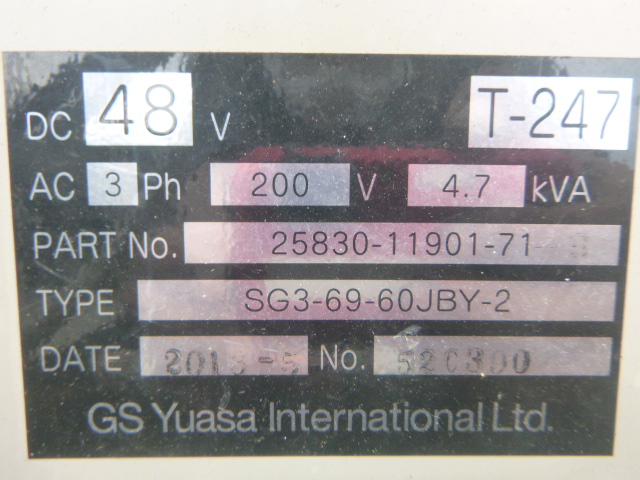 DC 48 V T-247
AC 3 Ph 200 V 4.7 kVA
PART No. 25830-11901-71
TYPE SG3-69-60JBY-2
DATE No.
GS Yuasa International Ltd.